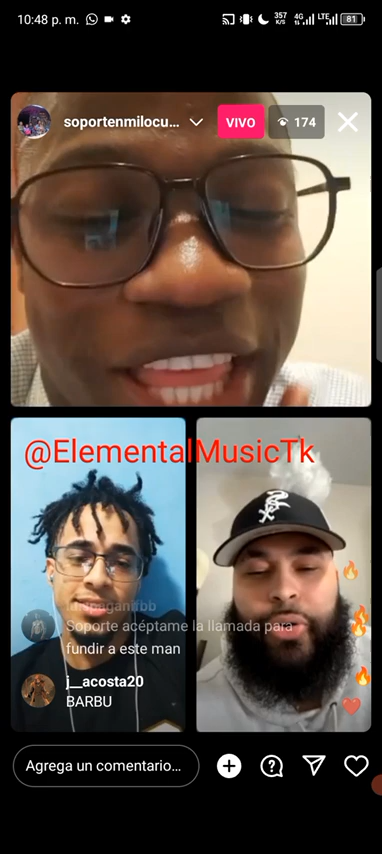 10:48 p. m.
357
K/S
4G
LTE
81
soportenmilocu...
VIVO
174
@ElementalMusicTk
Soporte acéptame la llamada para
fundir a este man
j__acosta20
BARBU
Agrega un comentario...